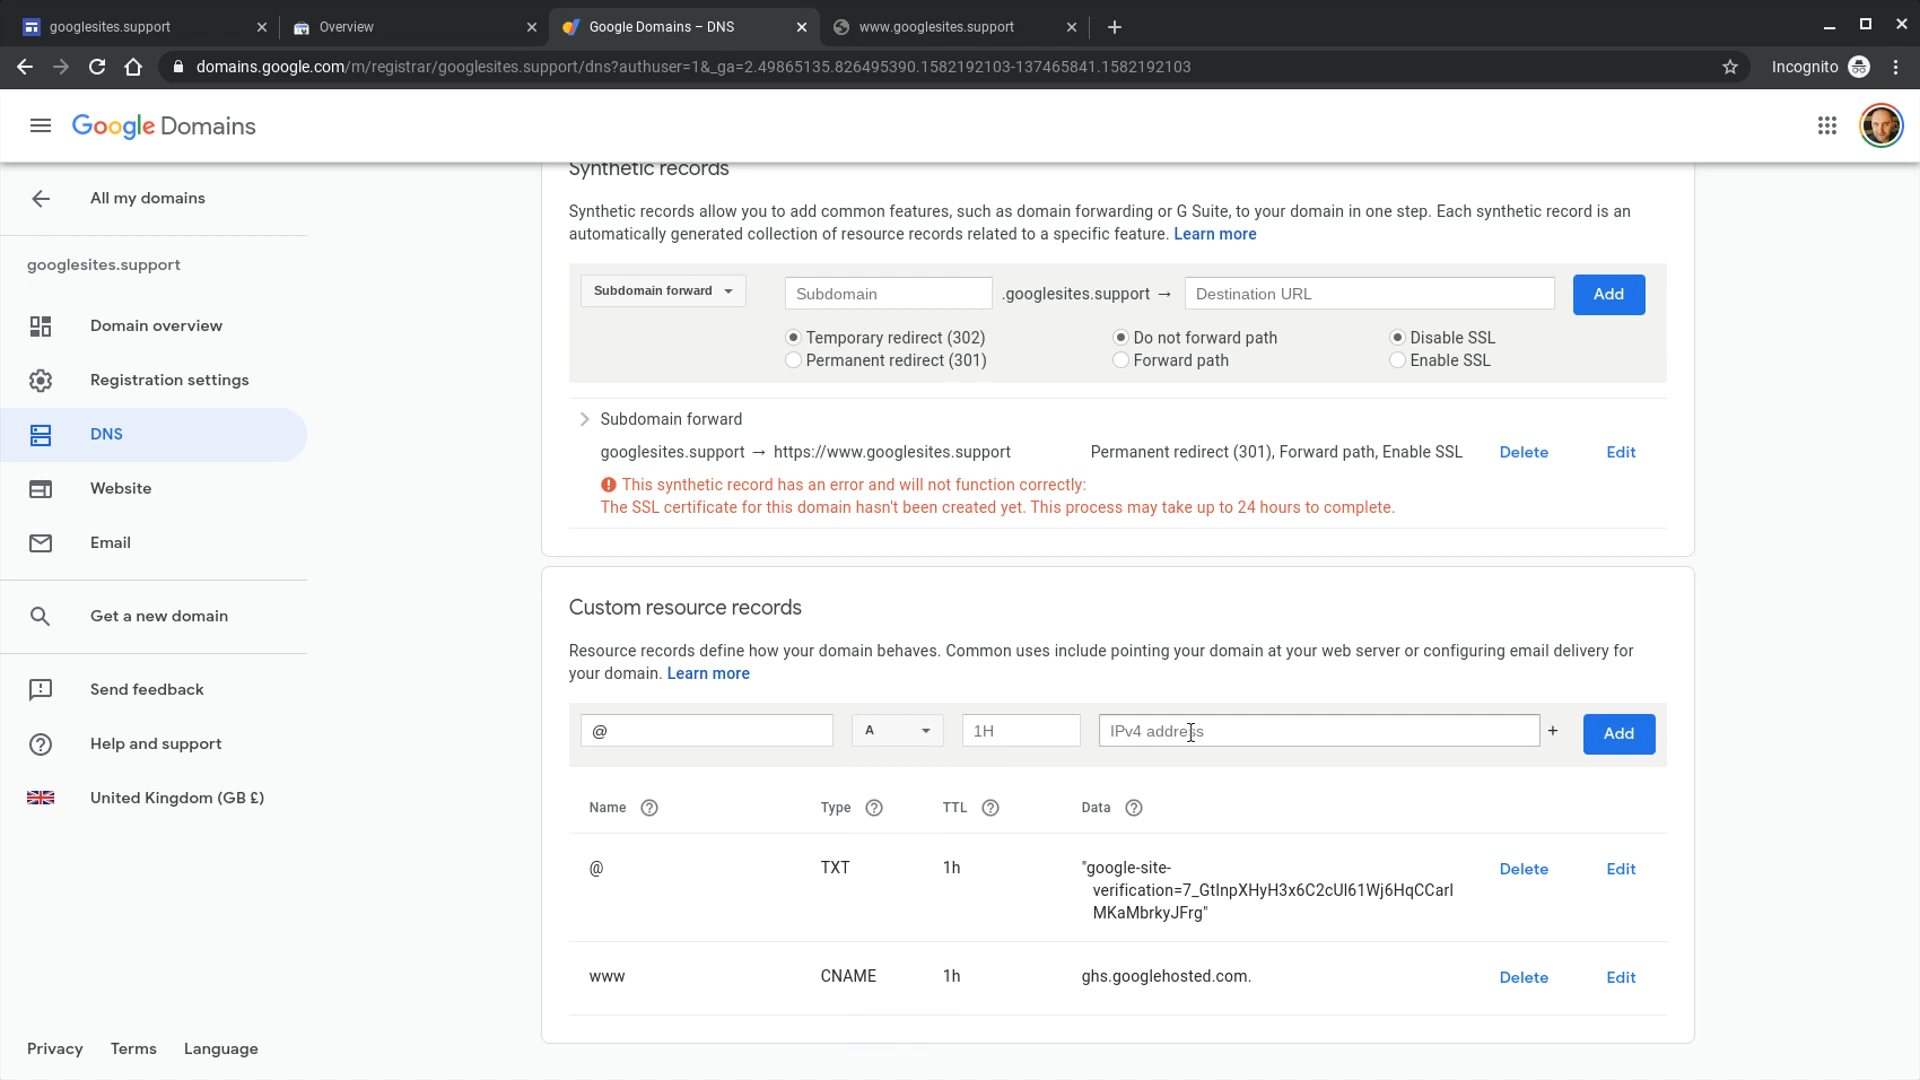 googlesites.support
Overview
Google Domains – DNS
www.googlesites.support
domains.google.com/m/registrar/googlesites.support/dns?authuser=1&_ga=2.49865135.826495390.1582192103-137465841.1582192103
Incognito
Google Domains
All my domains
googlesites.support
Domain overview
Registration settings
DNS
Website
Email
Get a new domain
Send feedback
Help and support
United Kingdom (GB £)
Privacy Terms Language
Synthetic records
Synthetic records allow you to add common features, such as domain forwarding or G Suite, to your domain in one step. Each synthetic record is an
automatically generated collection of resource records related to a specific feature. Learn more
Subdomain forward Subdomain .googlesites.support → Destination URL Add
Temporary redirect (302) Do not forward path Disable SSL
Permanent redirect (301) Forward path Enable SSL
Subdomain forward
googlesites.support → https://www.googlesites.support Permanent redirect (301), Forward path, Enable SSL Delete Edit
This synthetic record has an error and will not function correctly:
The SSL certificate for this domain hasn't been created yet. This process may take up to 24 hours to complete.
Custom resource records
Resource records define how your domain behaves. Common uses include pointing your domain at your web server or configuring email delivery for
your domain. Learn more
@ A 1H IPv4 address + Add
Name ? Type ? TTL ? Data ?
@ TXT 1h "google-site- Delete Edit
verification=7_GtInpXHyH3x6C2cUl61Wj6HqCCarI
MKaMbrkyJFrg"
www CNAME 1h ghs.googlehosted.com. Delete Edit